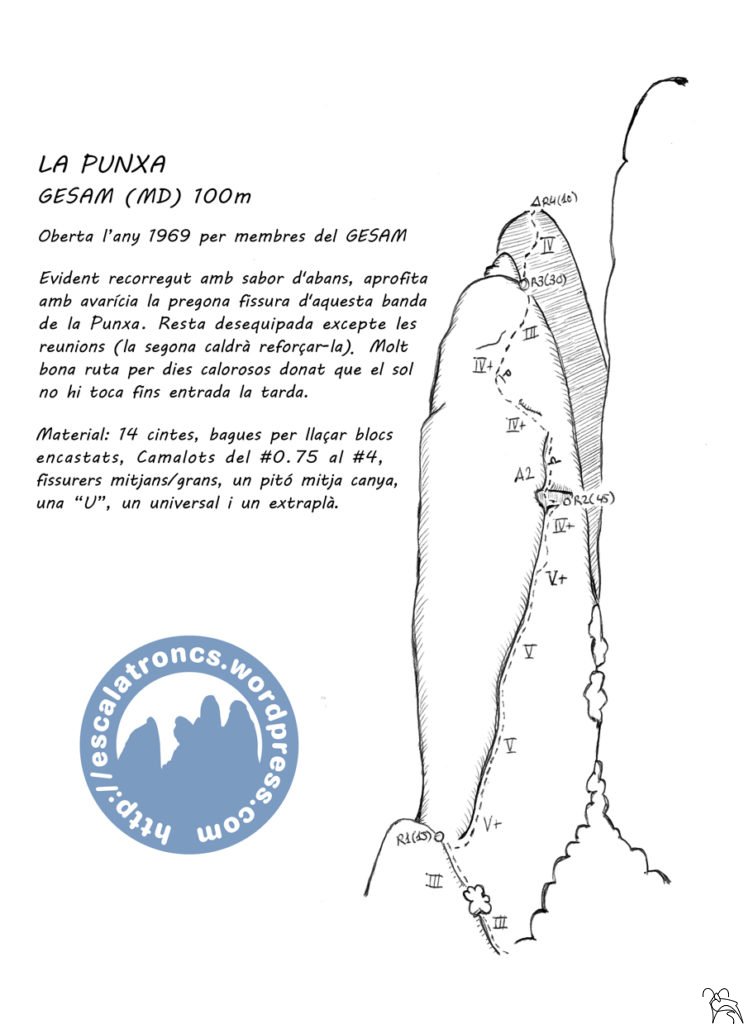 LA PUNXA
GESAM (MD) 100m
Oberta l'any 1969 per membres del GESAM
Evident recorregut amb sabor d'abans, aprofita
amb avarícia la pregona fissura d'aquesta banda
de la Punxa. Resta desequipada excepte les
reunions (la segona caldrà reforçar-la). Molt
bona ruta per dies calorosos donat que el sol
no hi toca fins entrada la tarda.
Material: 14 cintes, bagues per llaçar blocs
encastats, Camalots del #0.75 al #4,
fissurers mitjans/grans, un pitó mitja canya,
una “U”, un universal i un extraplà.
http://escalatroncs.wordpress.com
R4(10)
IV
R3(30)
III
IV+
IV+
A2
R2(45)
IV+
V+
V
V
V+
R1(15)
III
III